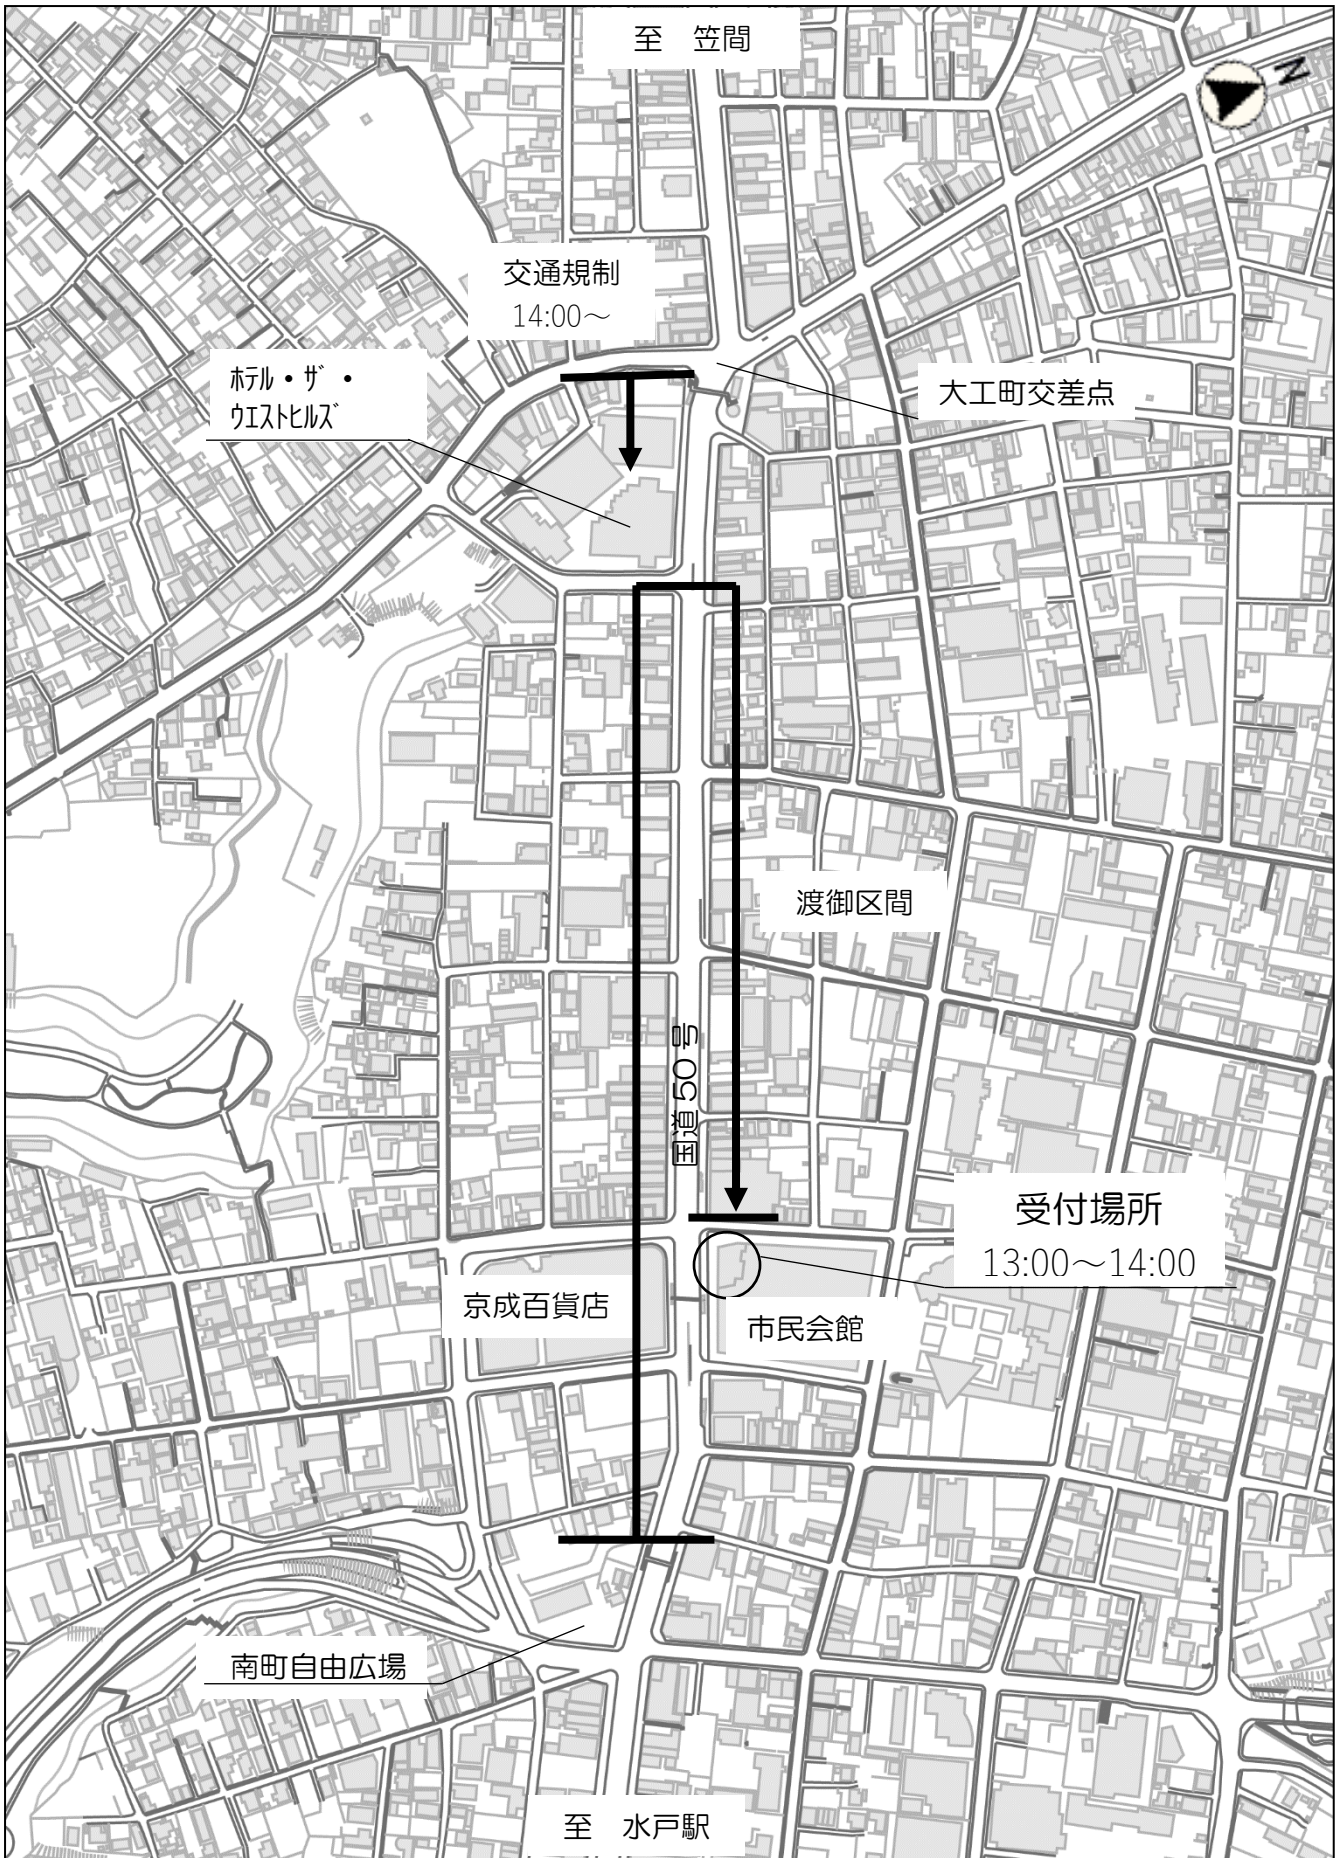 至　笠間
N
交通規制
14:00～
ﾎﾃﾙ・ｻﾞ・
ｳｴｽﾄﾋﾙｽﾞ
大工町交差点
渡御区間
国道 50 号
受付場所
13:00～14:00
京成百貨店
市民会館
南町自由広場
至　水戸駅